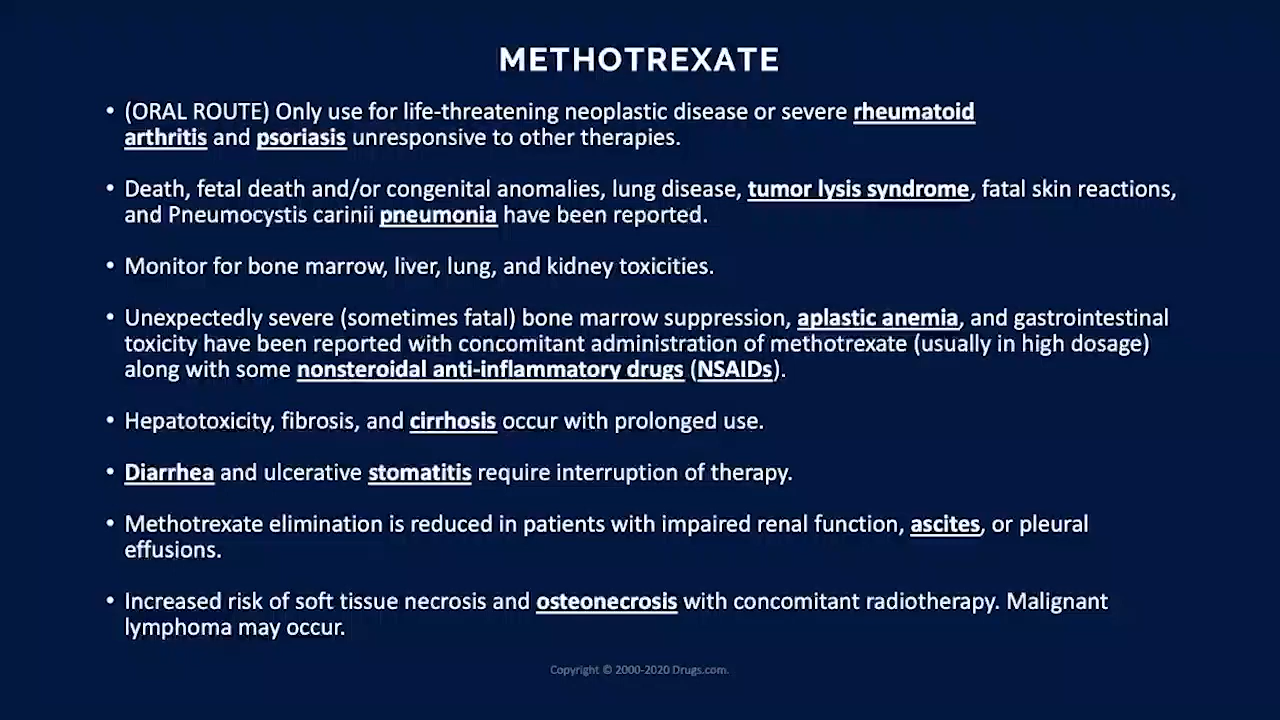 METHOTREXATE
• (ORAL ROUTE) Only use for life-threatening neoplastic disease or severe rheumatoid
arthritis and psoriasis unresponsive to other therapies.
• Death, fetal death and/or congenital anomalies, lung disease, tumor lysis syndrome, fatal skin reactions,
and Pneumocystis carinii pneumonia have been reported.
• Monitor for bone marrow, liver, lung, and kidney toxicities.
• Unexpectedly severe (sometimes fatal) bone marrow suppression, aplastic anemia, and gastrointestinal
toxicity have been reported with concomitant administration of methotrexate (usually in high dosage)
along with some nonsteroidal anti-inflammatory drugs (NSAIDs).
• Hepatotoxicity, fibrosis, and cirrhosis occur with prolonged use.
• Diarrhea and ulcerative stomatitis require interruption of therapy.
• Methotrexate elimination is reduced in patients with impaired renal function, ascites, or pleural
effusions.
• Increased risk of soft tissue necrosis and osteonecrosis with concomitant radiotherapy. Malignant
lymphoma may occur.
Copyright © 2000-2020 Drugs.com.